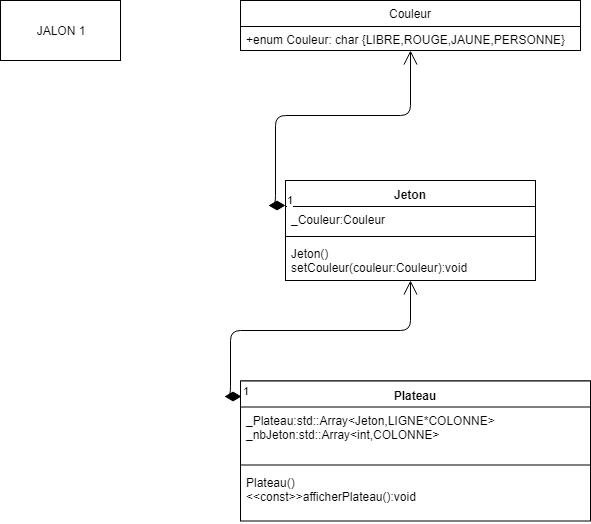 JALON 1
Couleur
+enum Couleur: char {LIBRE,ROUGE,JAUNE,PERSONNE}
1
Jeton
_Couleur:Couleur
Jeton()
setCouleur(couleur:Couleur):void
1
Plateau
_Plateau:std::Array<Jeton,LIGNE*COLONNE>
_nbJeton:std::Array<int,COLONNE>
Plateau()
<<const>>afficherPlateau():void